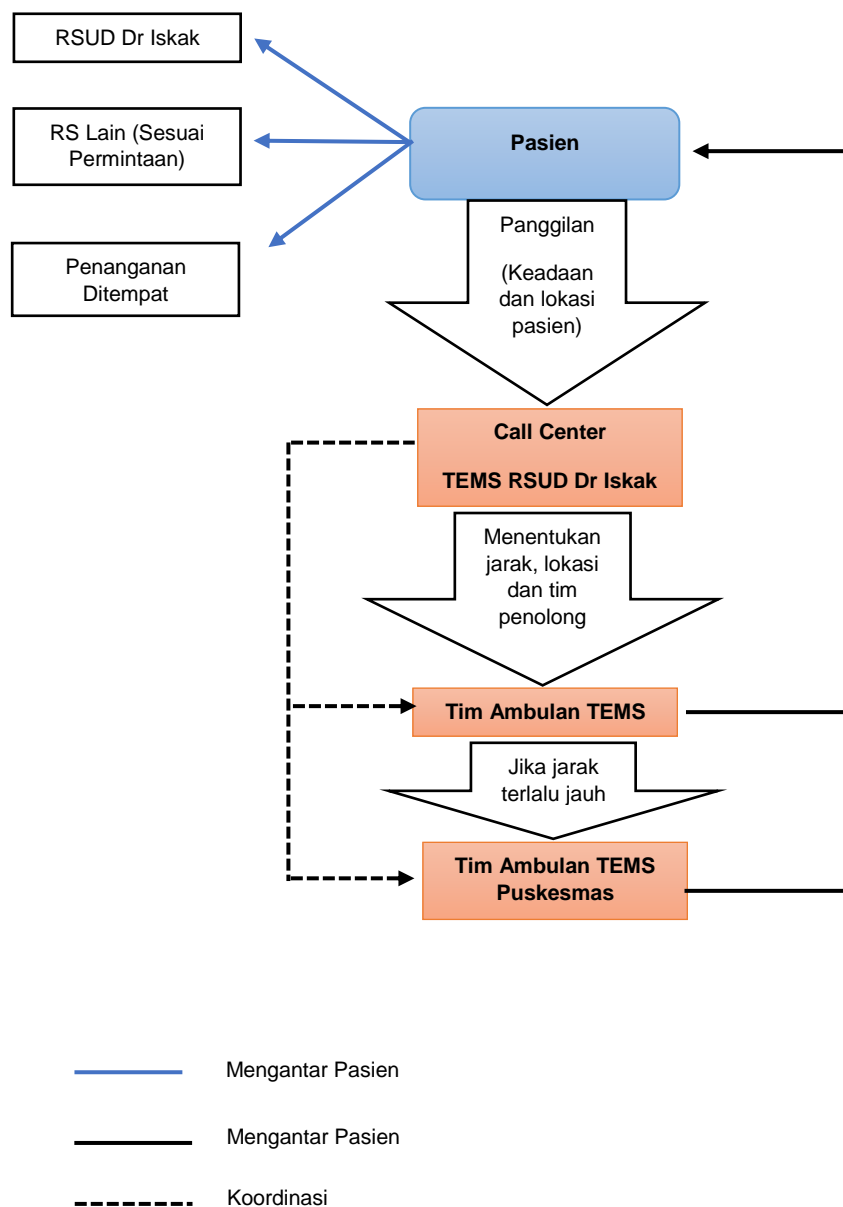 RSUD Dr Iskak
RS Lain (Sesuai
Permintaan)
Penanganan
Ditempat
Pasien
Panggilan
(Keadaan
dan lokasi
pasien)
Call Center
TEMS RSUD Dr Iskak
Menentukan
jarak, lokasi
dan tim
penolong
Tim Ambulan TEMS
Jika jarak
terlalu jauh
Tim Ambulan TEMS
Puskesmas
Mengantar Pasien
Mengantar Pasien
Koordinasi